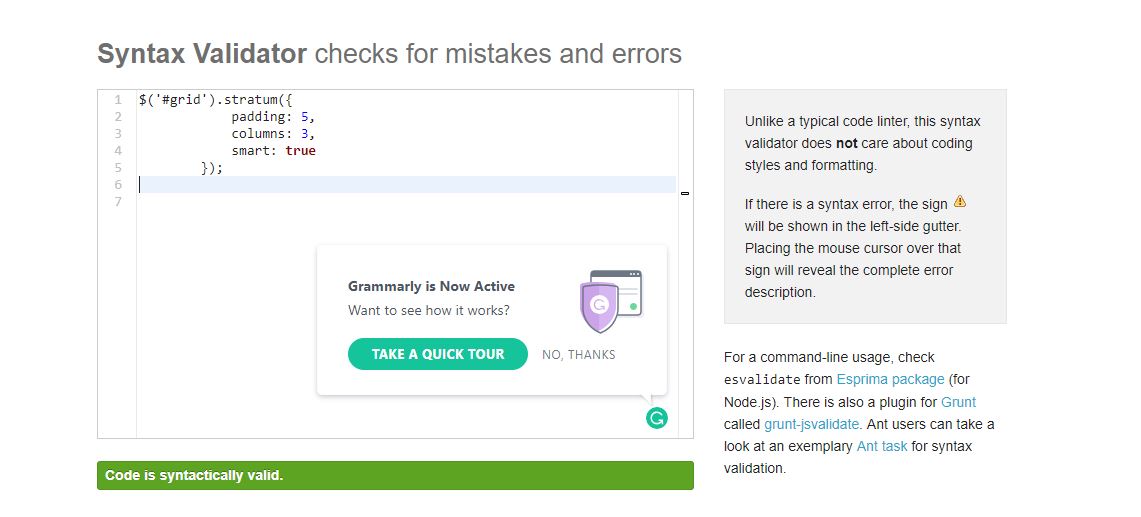 Syntax Validator checks for mistakes and errors
1 $('#grid').stratum({
2 padding: 5,
3 columns: 3,
4 smart: true
5 });
6
7
Grammarly is Now Active
Want to see how it works?
TAKE A QUICK TOUR NO, THANKS
Code is syntactically valid.
Unlike a typical code linter, this syntax
validator does not care about coding
styles and formatting.
If there is a syntax error, the sign
will be shown in the left-side gutter.
Placing the mouse cursor over that
sign will reveal the complete error
description.
For a command-line usage, check
esvalidate from Esprima package (for
Node.js). There is also a plugin for Grunt
called grunt-jsvalidate. Ant users can take a
look at an exemplary Ant task for syntax
validation.